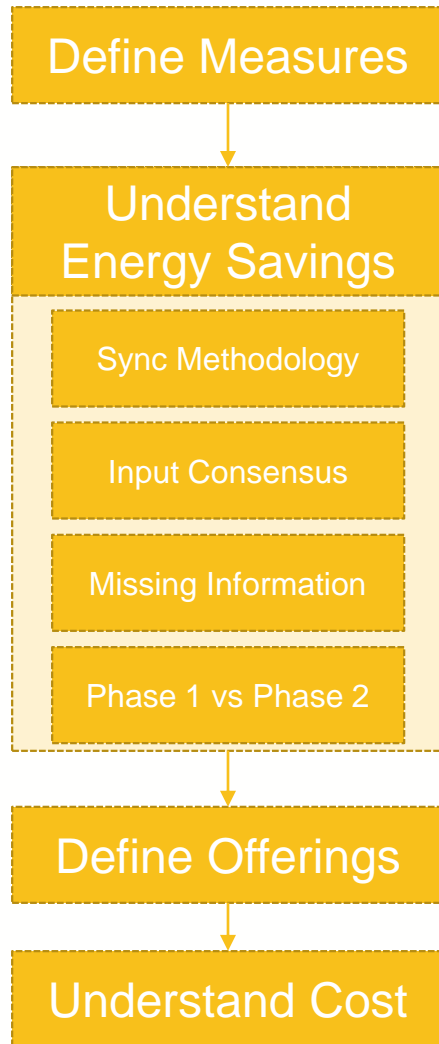 Define Measures
Understand
Energy Savings
Sync Methodology
Input Consensus
Missing Information
Phase 1 vs Phase 2
Define Offerings
Understand Cost